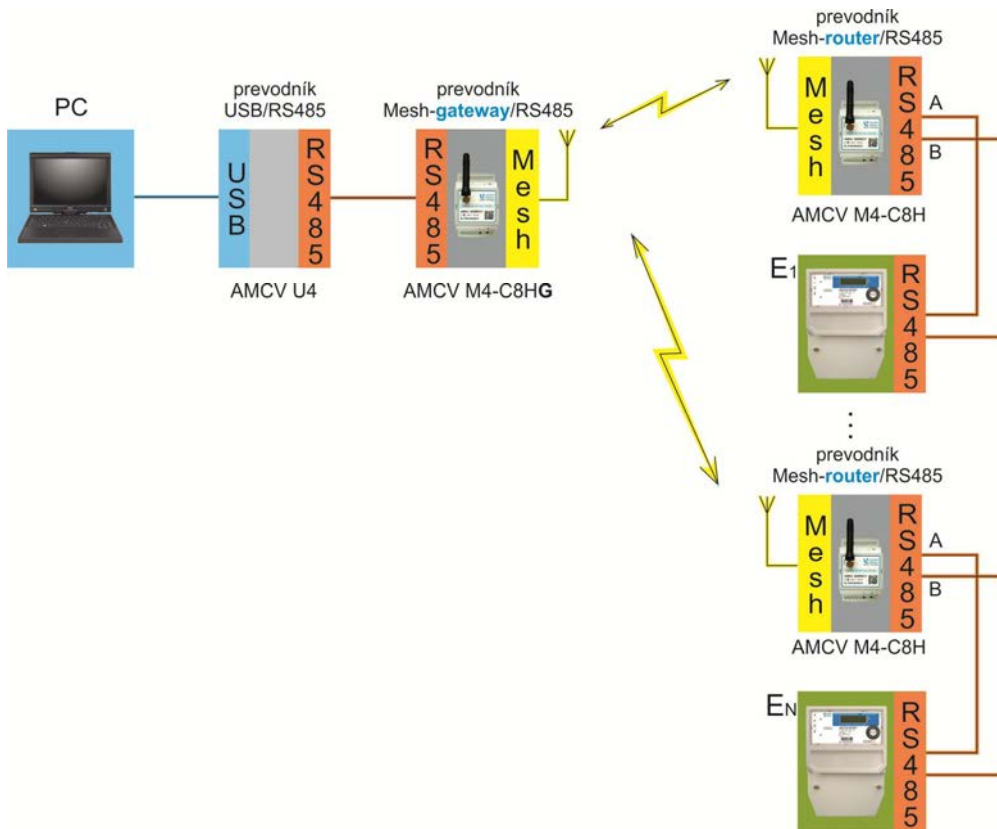 PC
prevodník
USB/RS485
USB
RS485
AMCV U4
prevodník
Mesh-gateway/RS485
RS485
Mesh
AMCV M4-C8HG
prevodník
Mesh-router/RS485
Mesh
RS485
A
B
AMCV M4-C8H
E1
RS485
prevodník
Mesh-router/RS485
Mesh
RS485
A
B
AMCV M4-C8H
EN
RS485